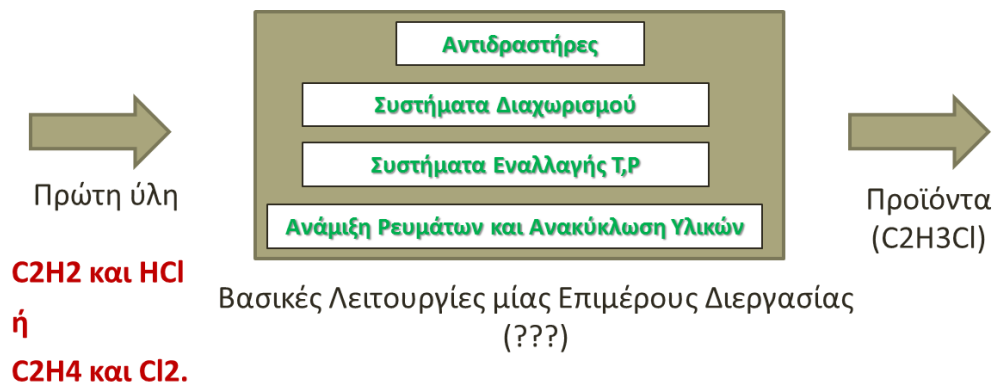 Αντιδραστήρες
Συστήματα Διαχωρισμού
Συστήματα Εναλλαγής Τ,Ρ
Ανάμιξη Ρευμάτων και Ανακύκλωση Υλικών
Πρώτη ύλη
C2H2 και HCl
ή
C2H4 και Cl2.
Βασικές Λειτουργίες μίας Επιμέρους Διεργασίας
(???)
Προϊόντα
(C2H3Cl)